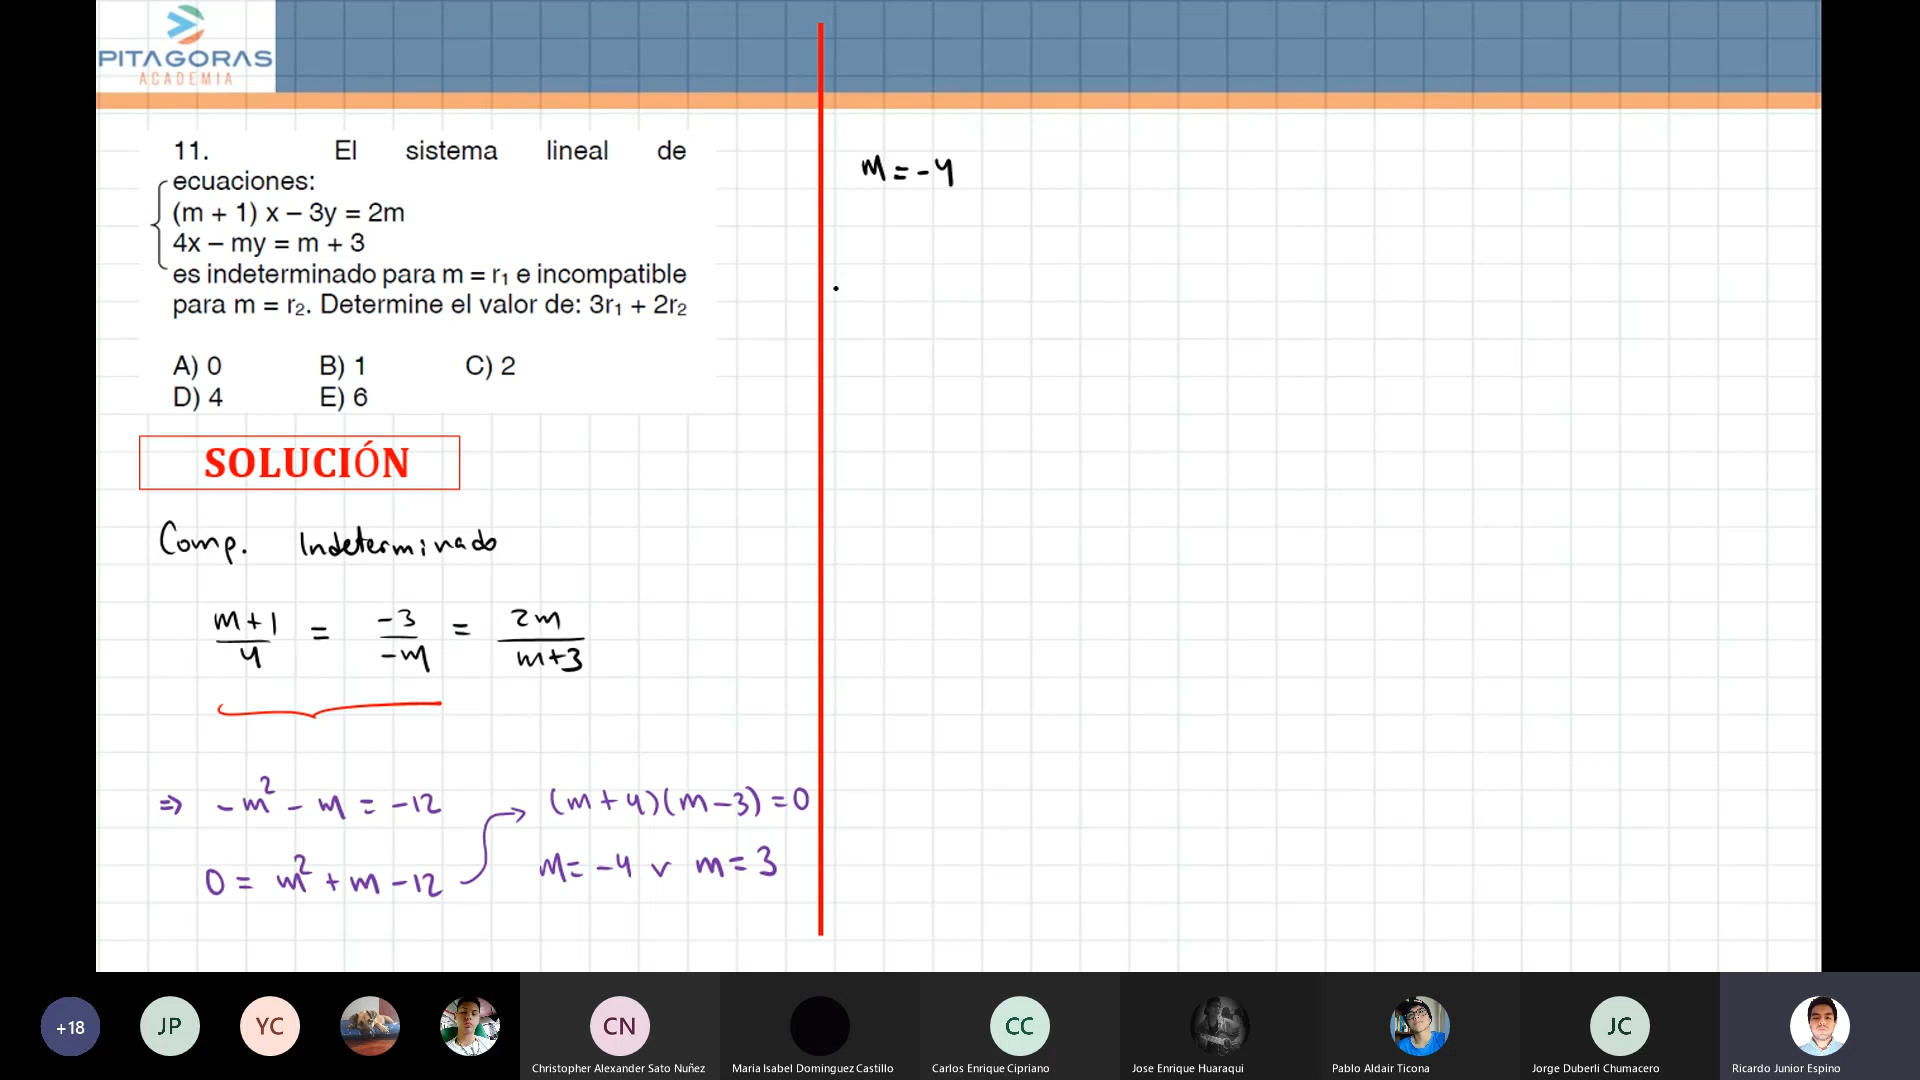 PITAGORAS
ACADEMIA
11. El sistema lineal de
ecuaciones:
(m + 1) x – 3y = 2m
4x – my = m + 3
es indeterminado para m = r₁ e incompatible
para m = r₂. Determine el valor de: 3r₁ + 2r₂
A) 0 B) 1 C) 2
D) 4 E) 6
SOLUCIÓN
Comp. Indeterminado
m+1/4 = -3/-m = 2m/m+3
⇒ -m² - m = -12
0 = m² + m - 12
→ (m+4)(m-3) = 0
m = -4 v m = 3
m = -4
+18
JP
YC
CN
CC
JC
Christopher Alexander Sato Nuñez
Maria Isabel Dominguez Castillo
Carlos Enrique Cipriano
Jose Enrique Huaraqui
Pablo Aldair Ticona
Jorge Duberli Chumacero
Ricardo Junior Espino